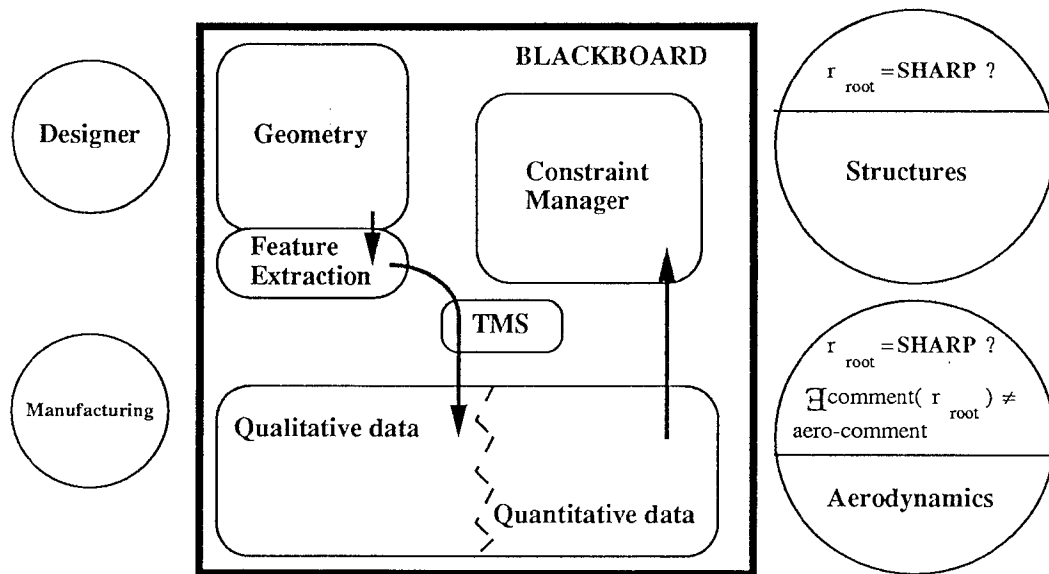 BLACKBOARD
Designer
Geometry
Feature
Extraction
Constraint
Manager
TMS
r root = SHARP ?
Structures
Manufacturing
Qualitative data
Quantitative data
r root = SHARP ?
∃comment( r root ) ≠
aero-comment
Aerodynamics